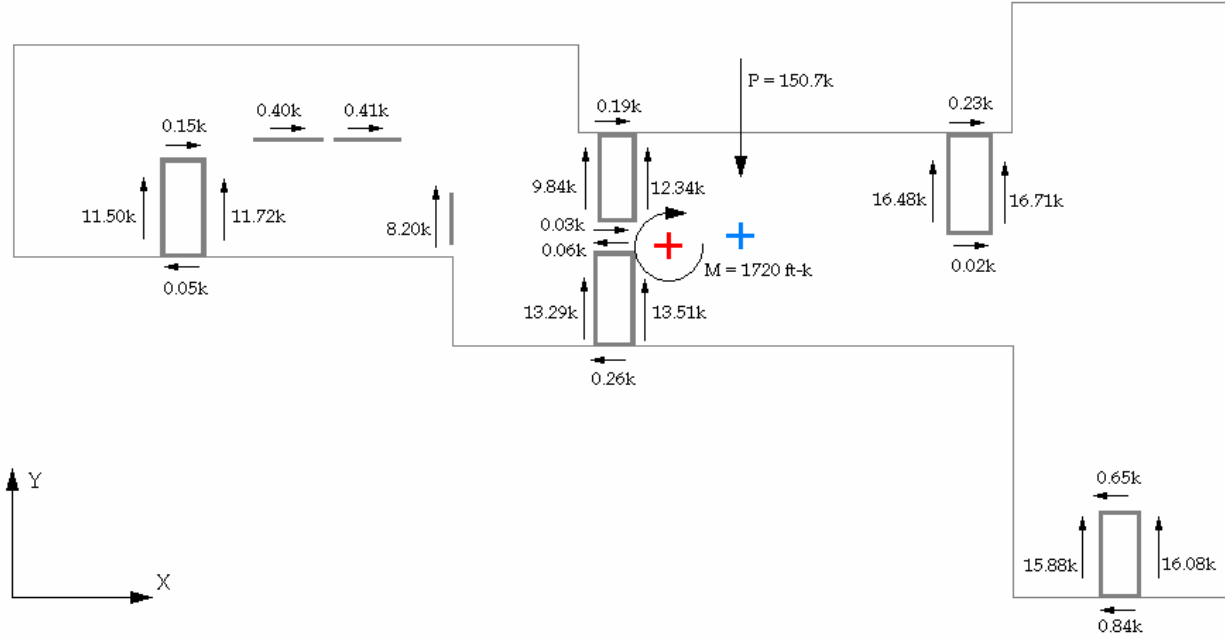 P = 150.7k
0.40k
0.41k
0.19k
0.23k
0.15k
9.84k
12.34k
16.48k
16.71k
11.50k
11.72k
8.20k
0.03k
0.06k
M = 1720 ft-k
0.02k
0.05k
13.29k
13.51k
0.26k
Y
0.65k
15.88k
16.08k
X
0.84k